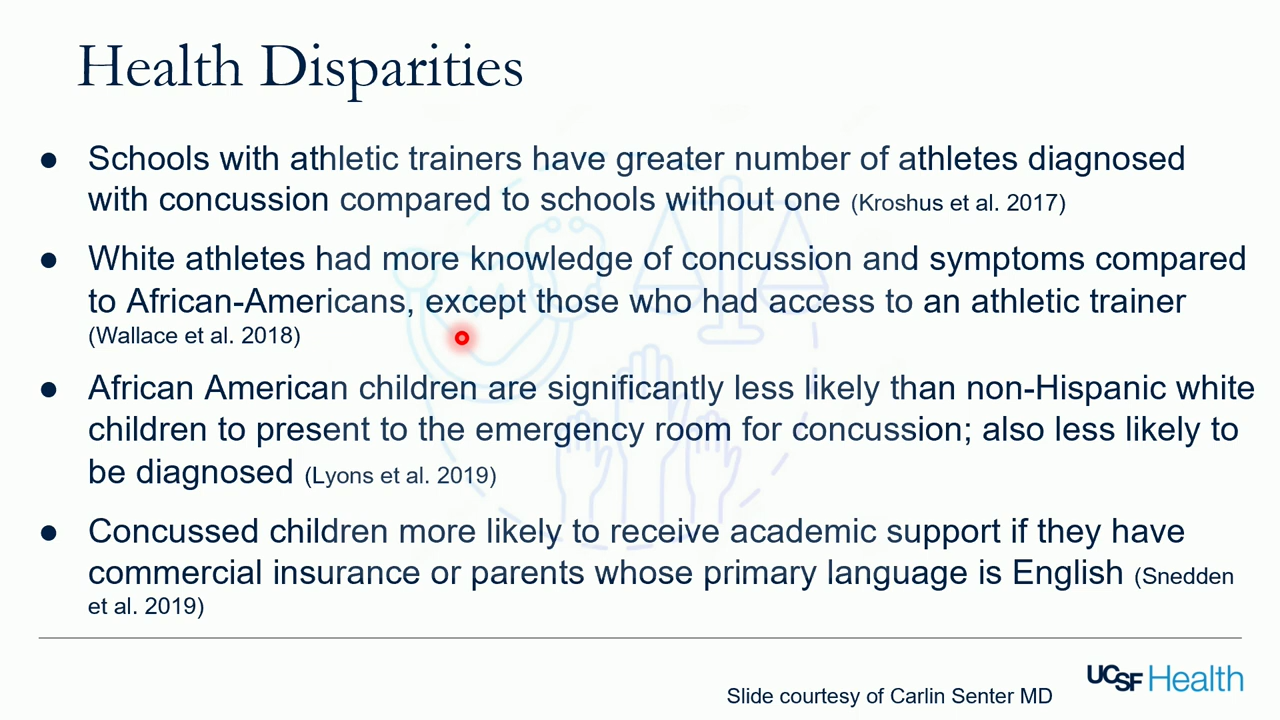 Health Disparities
● Schools with athletic trainers have greater number of athletes diagnosed
with concussion compared to schools without one (Kroshus et al. 2017)
● White athletes had more knowledge of concussion and symptoms compared
to African-Americans, except those who had access to an athletic trainer
(Wallace et al. 2018)
● African American children are significantly less likely than non-Hispanic white
children to present to the emergency room for concussion; also less likely to
be diagnosed (Lyons et al. 2019)
● Concussed children more likely to receive academic support if they have
commercial insurance or parents whose primary language is English (Snedden
et al. 2019)
Slide courtesy of Carlin Senter MD
UCSF Health